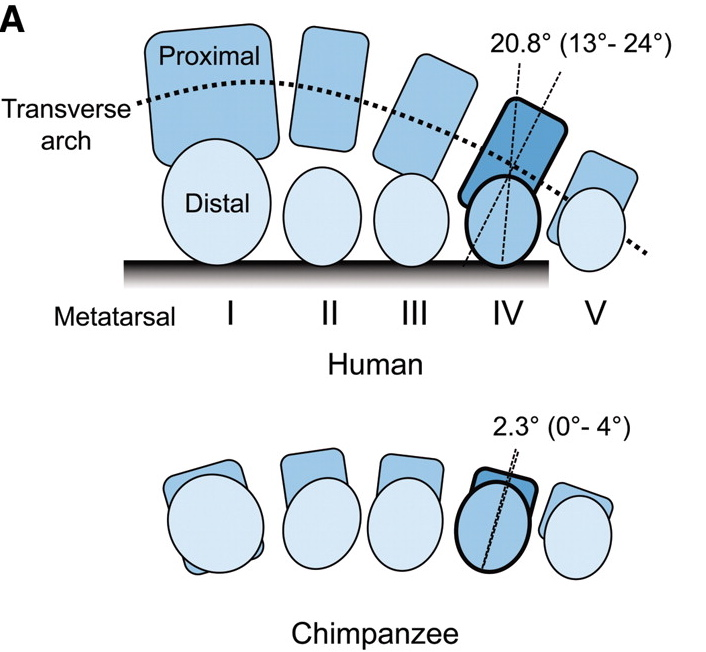 A
Proximal
20.8° (13°- 24°)
Transverse
arch
Distal
Metatarsal I II III IV V
Human
2.3° (0°- 4°)
Chimpanzee